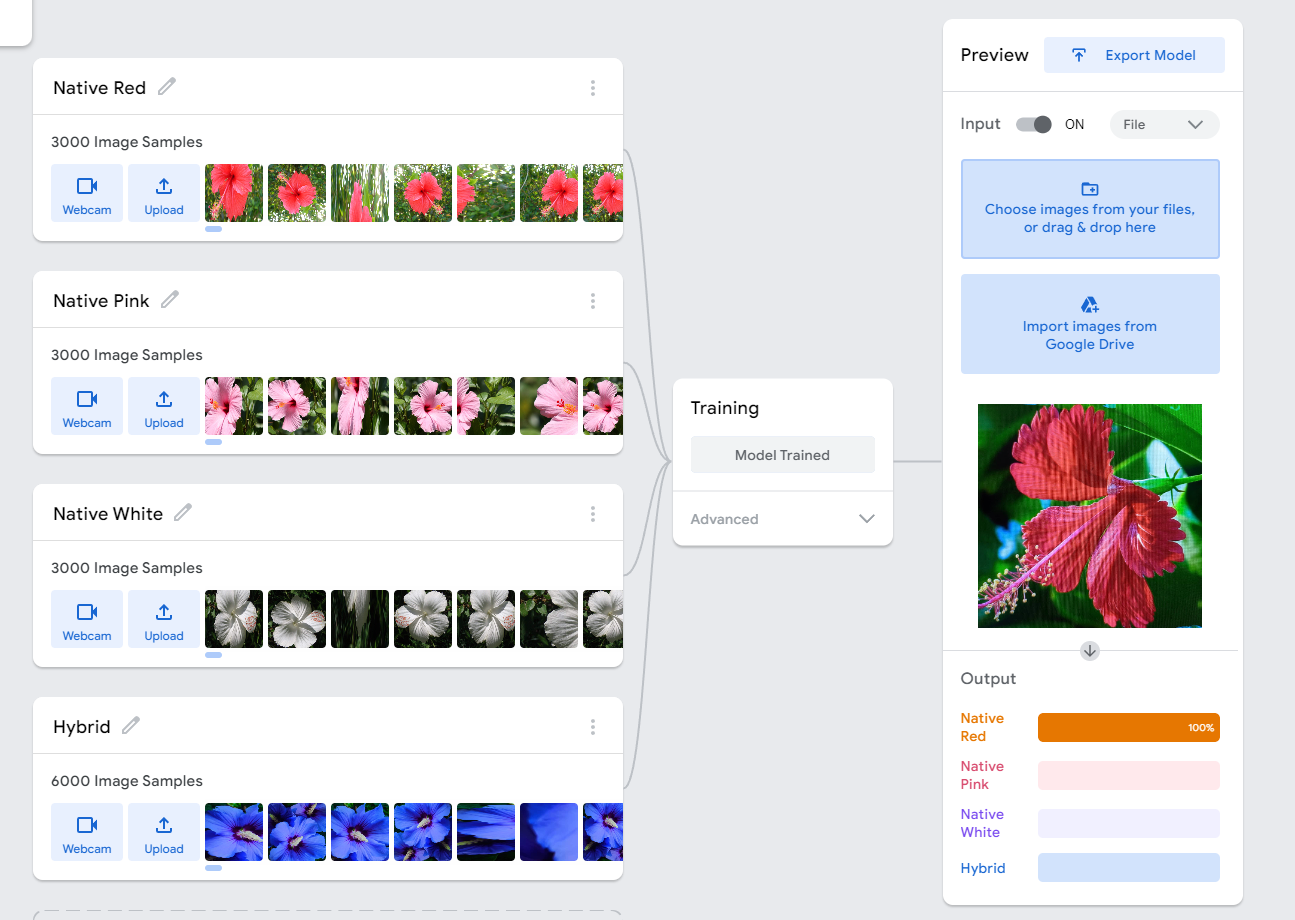 Native Red
3000 Image Samples
Webcam
Upload
Native Pink
3000 Image Samples
Webcam
Upload
Native White
3000 Image Samples
Webcam
Upload
Hybrid
6000 Image Samples
Webcam
Upload
Training
Model Trained
Advanced
Preview
Export Model
Input
ON
File
Choose images from your files,
or drag & drop here
Import images from
Google Drive
Output
Native
Red
100%
Native
Pink
Native
White
Hybrid